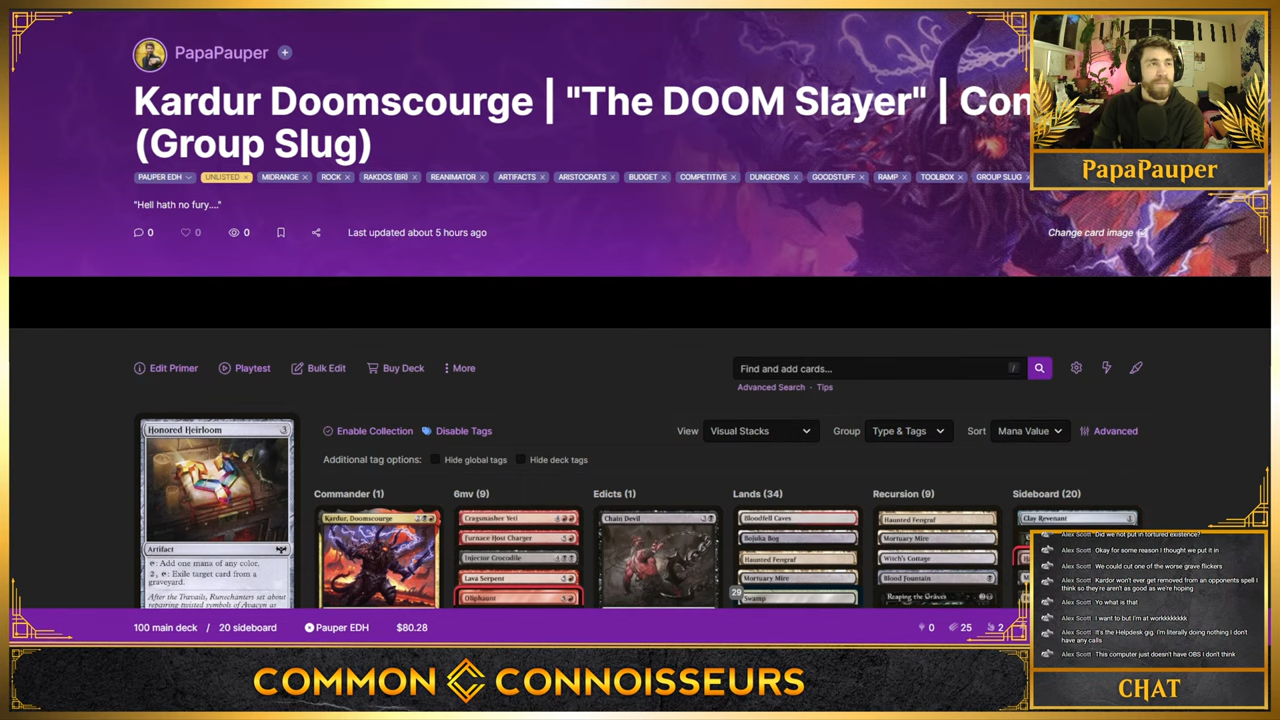 PapaPauper
Kardur Doomscourge | "The DOOM Slayer" | Con
(Group Slug)
PAUPER EDH
UNLISTED ×
MIDRANGE ×
ROCK ×
RAKDOS (BR) ×
REANIMATOR ×
ARTIFACTS ×
ARISTOCRATS ×
BUDGET ×
COMPETITIVE ×
DUNGEONS ×
GOODSTUFF ×
RAMP ×
TOOLBOX ×
GROUP SLUG
"Hell hath no fury...."
0
0
0
Last updated about 5 hours ago
Change card image
PapaPauper
Edit Primer
Playtest
Bulk Edit
Buy Deck
More
Find and add cards...
/
Advanced Search · Tips
Enable Collection
Disable Tags
View
Visual Stacks
Group
Type & Tags
Sort
Mana Value
Advanced
Additional tag options:
Hide global tags
Hide deck tags
Honored Heirloom 3
Artifact
: Add one mana of any color.
2, : Exile target card from a
graveyard.
After the Travails, Runechanters set about
repairing twisted symbols of Avacyn as
Commander (1)
Kardur, Doomscourge
6mv (9)
Cragsmasher Yeti
Furnace Host Charger
Injector Crocodile
Lava Serpent
Oliphaunt
Edicts (1)
Chain Devil
Lands (34)
Bloodfell Caves
Bojuka Bog
Haunted Fengraf
Mortuary Mire
29
Swamp
Recursion (9)
Haunted Fengraf
Mortuary Mire
Witch's Cottage
Blood Fountain
Reaping the Graves
Sideboard (20)
Clay Revenant
Alex Scott Did we not put in tortured existence?
Alex Scott Okay for some reason I thought we put it in
Alex Scott We could cut one of the worse grave flickers
Alex Scott Kardor won't ever get removed from an opponents spell I
think so they're aren't as good as we're hoping
Alex Scott Yo what is that
Alex Scott I want to but I'm at workkkkkkkk
Alex Scott It's the Helpdesk gig. I'm literally doing nothing I don't
have any calls
Alex Scott This computer just doesn't have OBS I don't think
100 main deck / 20 sideboard
Pauper EDH
$80.28
0
25
2
COMMON CONNOISSEURS
CHAT